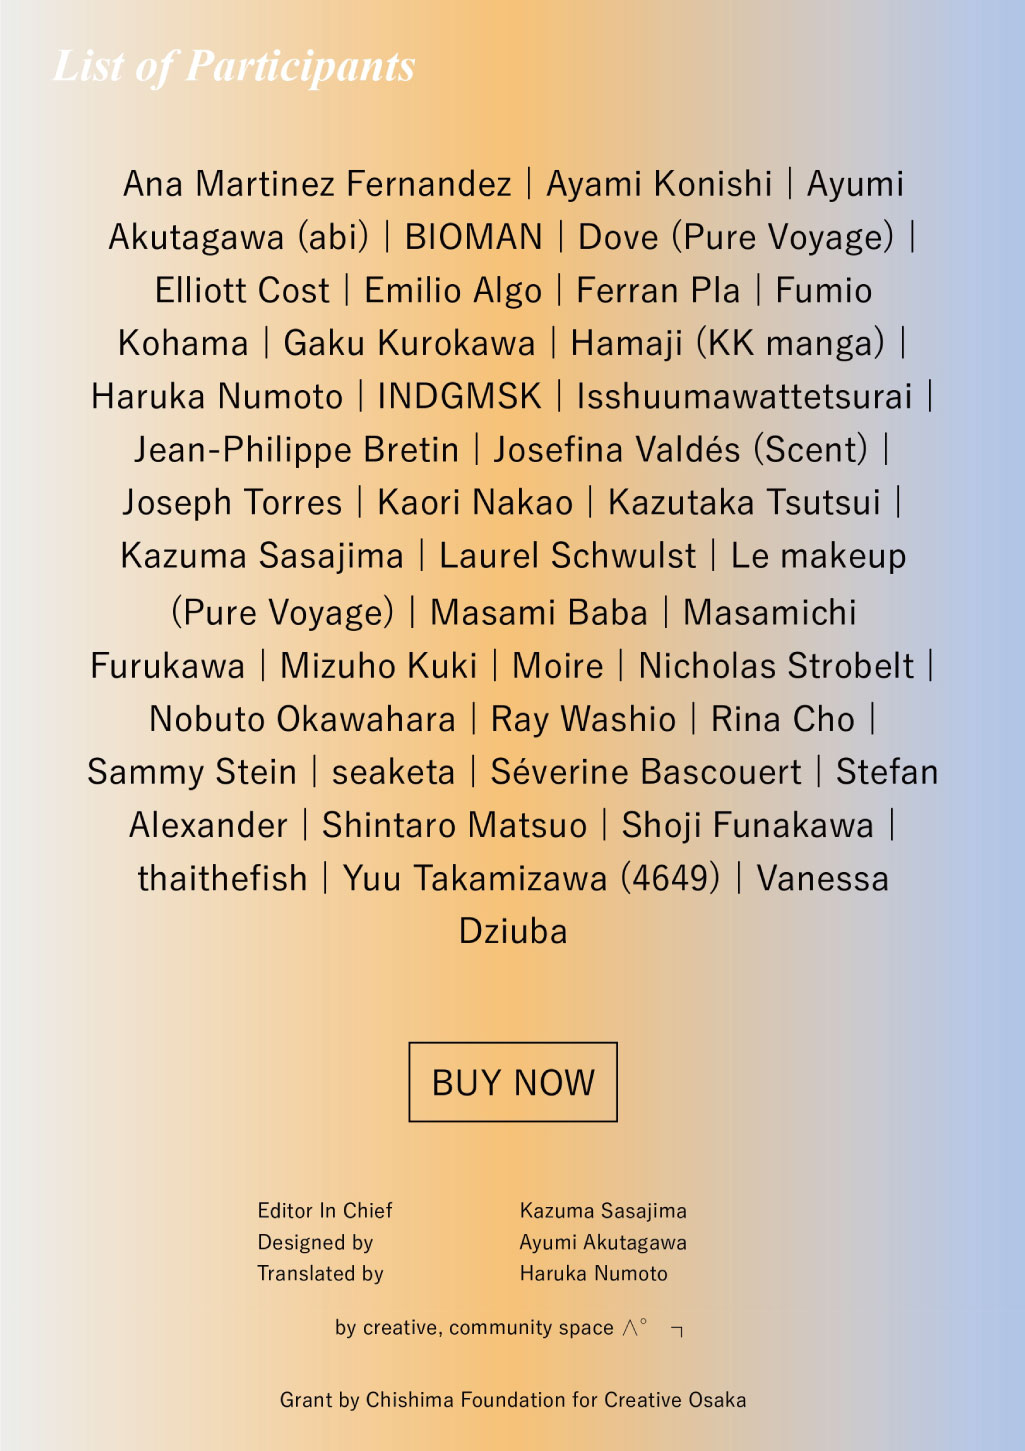 List of Participants
Ana Martinez Fernandez | Ayami Konishi | Ayumi
Akutagawa (abi) | BIOMAN | Dove (Pure Voyage) |
Elliott Cost | Emilio Algo | Ferran Pla | Fumio
Kohama | Gaku Kurokawa | Hamaji (KK manga) |
Haruka Numoto | INDGMSK | Isshuumawattetsurai |
Jean-Philippe Bretin | Josefina Valdés (Scent) |
Joseph Torres | Kaori Nakao | Kazutaka Tsutsui |
Kazuma Sasajima | Laurel Schwulst | Le makeup
(Pure Voyage) | Masami Baba | Masamichi
Furukawa | Mizuho Kuki | Moire | Nicholas Strobelt |
Nobuto Okawahara | Ray Washio | Rina Cho |
Sammy Stein | seaketa | Séverine Bascouert | Stefan
Alexander | Shintaro Matsuo | Shoji Funakawa |
thaithefish | Yuu Takamizawa (4649) | Vanessa
Dziuba
BUY NOW
Editor In Chief Kazuma Sasajima
Designed by Ayumi Akutagawa
Translated by Haruka Numoto
by creative, community space ∧° ┐
Grant by Chishima Foundation for Creative Osaka